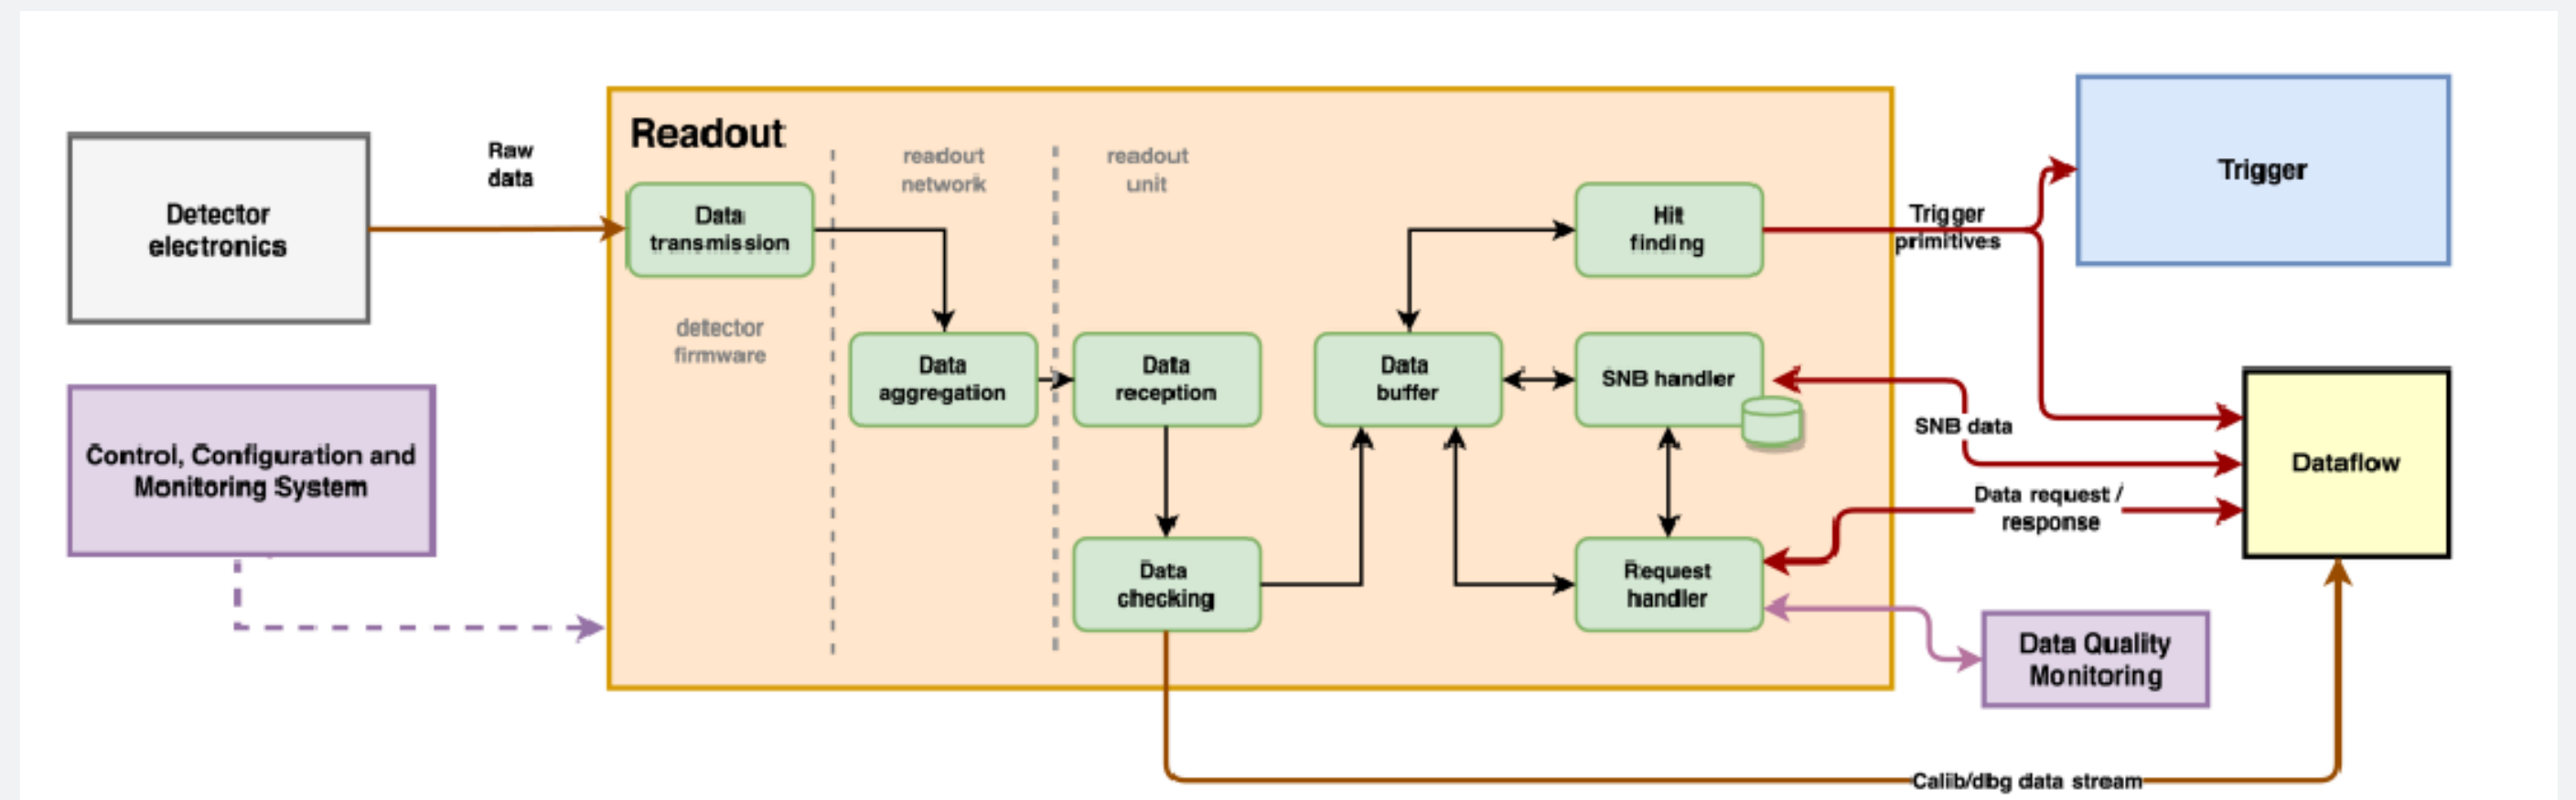 Readout
Detector
electronics
Raw
data
Data
transmission
detector
firmware
readout
network
readout
unit
Data
aggregation
Data
reception
Data
checking
Data
buffer
Hit
finding
SNB handler
Request
handler
Trigger
primitives
Trigger
SNB data
Data request /
response
Dataflow
Control, Configuration and
Monitoring System
Data Quality
Monitoring
Calib/dbg data stream